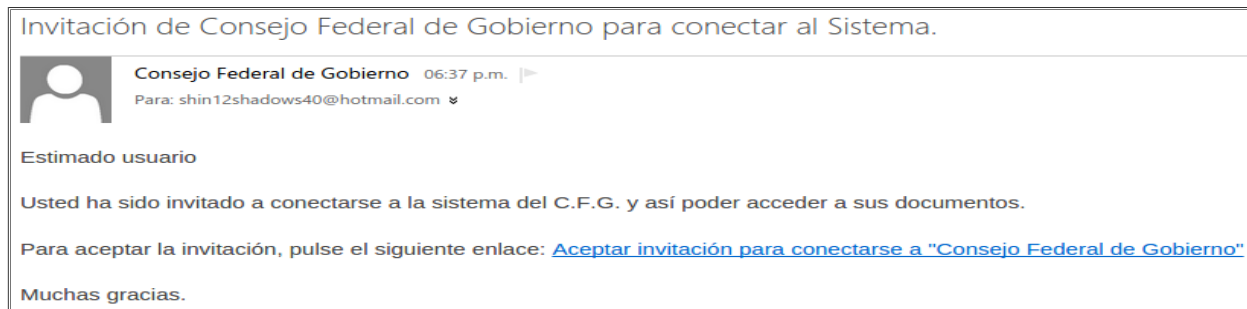 Invitación de Consejo Federal de Gobierno para conectar al Sistema.
Consejo Federal de Gobierno 06:37 p.m.
Para: shin12shadows40@hotmail.com
Estimado usuario
Usted ha sido invitado a conectarse a la sistema del C.F.G. y así poder acceder a sus documentos.
Para aceptar la invitación, pulse el siguiente enlace: Aceptar invitación para conectarse a "Consejo Federal de Gobierno"
Muchas gracias.